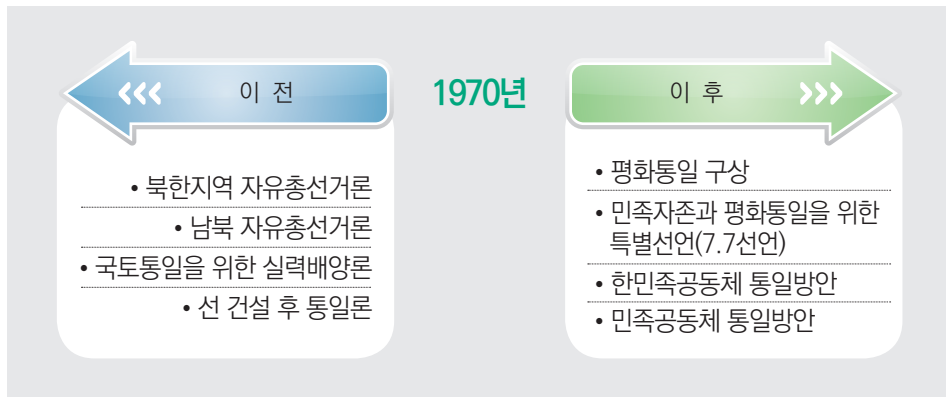 이 전
1970년
이 후
• 북한지역 자유총선거론
• 남북 자유총선거론
• 국토통일을 위한 실력배양론
• 선 건설 후 통일론
• 평화통일 구상
• 민족자존과 평화통일을 위한
특별선언(7.7선언)
• 한민족공동체 통일방안
• 민족공동체 통일방안